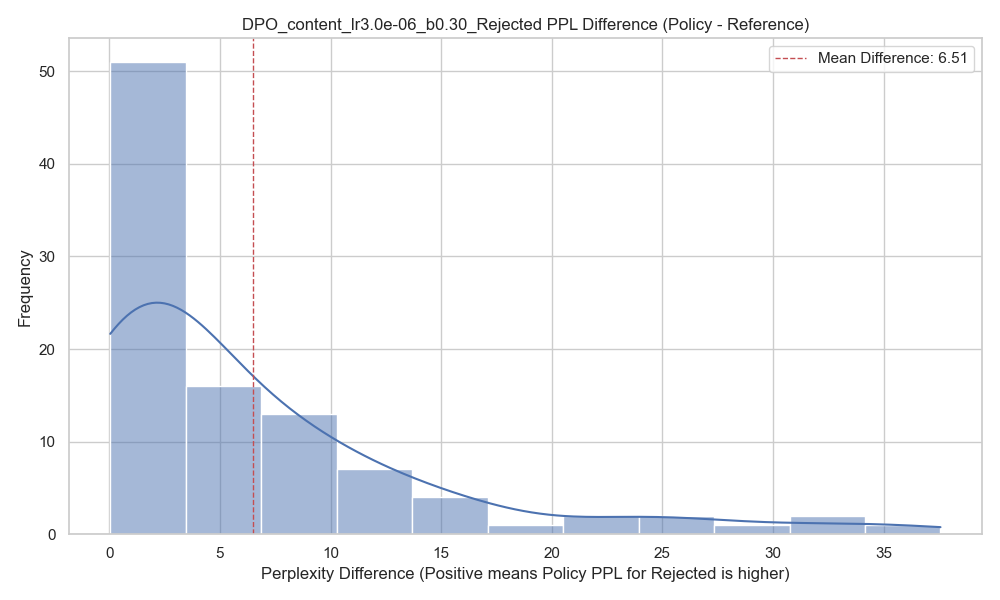 DPO_content_lr3.0e-06_b0.30_Rejected PPL Difference (Policy - Reference)
Mean Difference: 6.51
Frequency
50
40
30
20
10
0
0 5 10 15 20 25 30 35
Perplexity Difference (Positive means Policy PPL for Rejected is higher)